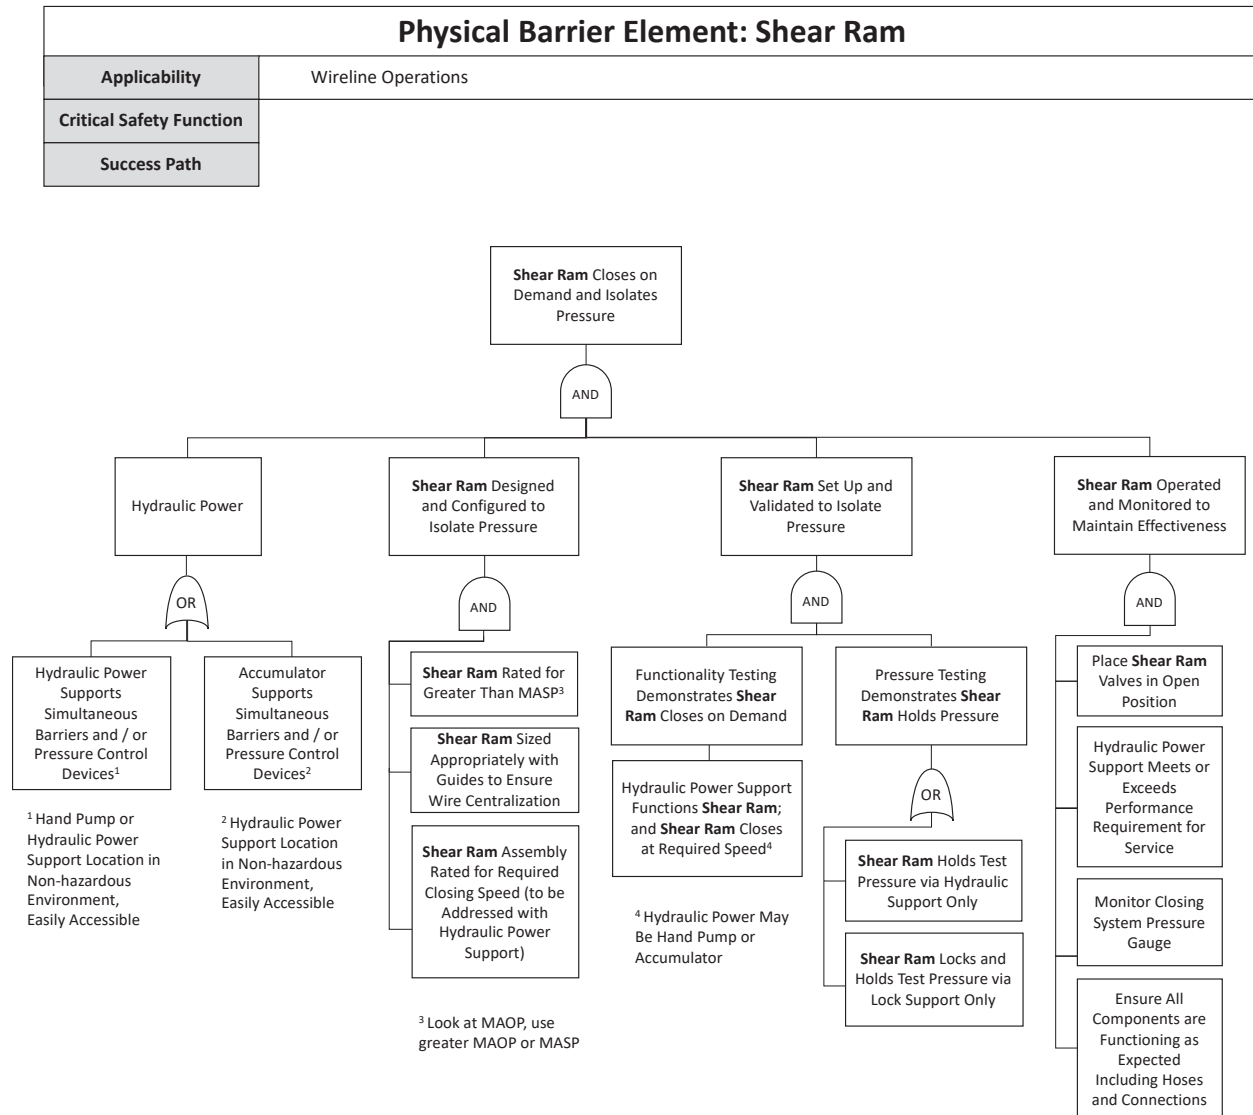 Physical Barrier Element: Shear Ram
Applicability
Wireline Operations
Critical Safety Function
Success Path
Shear Ram Closes on
Demand and Isolates
Pressure
AND
Hydraulic Power
Shear Ram Designed
and Configured to
Isolate Pressure
Shear Ram Set Up and
Validated to Isolate
Pressure
Shear Ram Operated
and Monitored to
Maintain Effectiveness
OR
AND
AND
AND
Hydraulic Power
Supports
Simultaneous
Barriers and / or
Pressure Control
Devices1
Accumulator
Supports
Simultaneous
Barriers and / or
Pressure Control
Devices2
1 Hand Pump or
Hydraulic Power
Support Location in
Non-hazardous
Environment,
Easily Accessible
2 Hydraulic Power
Support Location
in Non-hazardous
Environment,
Easily Accessible
Shear Ram Rated for
Greater Than MASP3
Shear Ram Sized
Appropriately with
Guides to Ensure
Wire Centralization
Shear Ram Assembly
Rated for Required
Closing Speed (to be
Addressed with
Hydraulic Power
Support)
3 Look at MAOP, use
greater MAOP or MASP
Functionality Testing
Demonstrates Shear
Ram Closes on Demand
Hydraulic Power Support
Functions Shear Ram;
and Shear Ram Closes
at Required Speed4
4 Hydraulic Power May
Be Hand Pump or
Accumulator
Pressure Testing
Demonstrates Shear
Ram Holds Pressure
OR
Shear Ram Holds Test
Pressure via Hydraulic
Support Only
Shear Ram Locks and
Holds Test Pressure via
Lock Support Only
Place Shear Ram
Valves in Open
Position
Hydraulic Power
Support Meets or
Exceeds
Performance
Requirement for
Service
Monitor Closing
System Pressure
Gauge
Ensure All
Components are
Functioning as
Expected
Including Hoses
and Connections